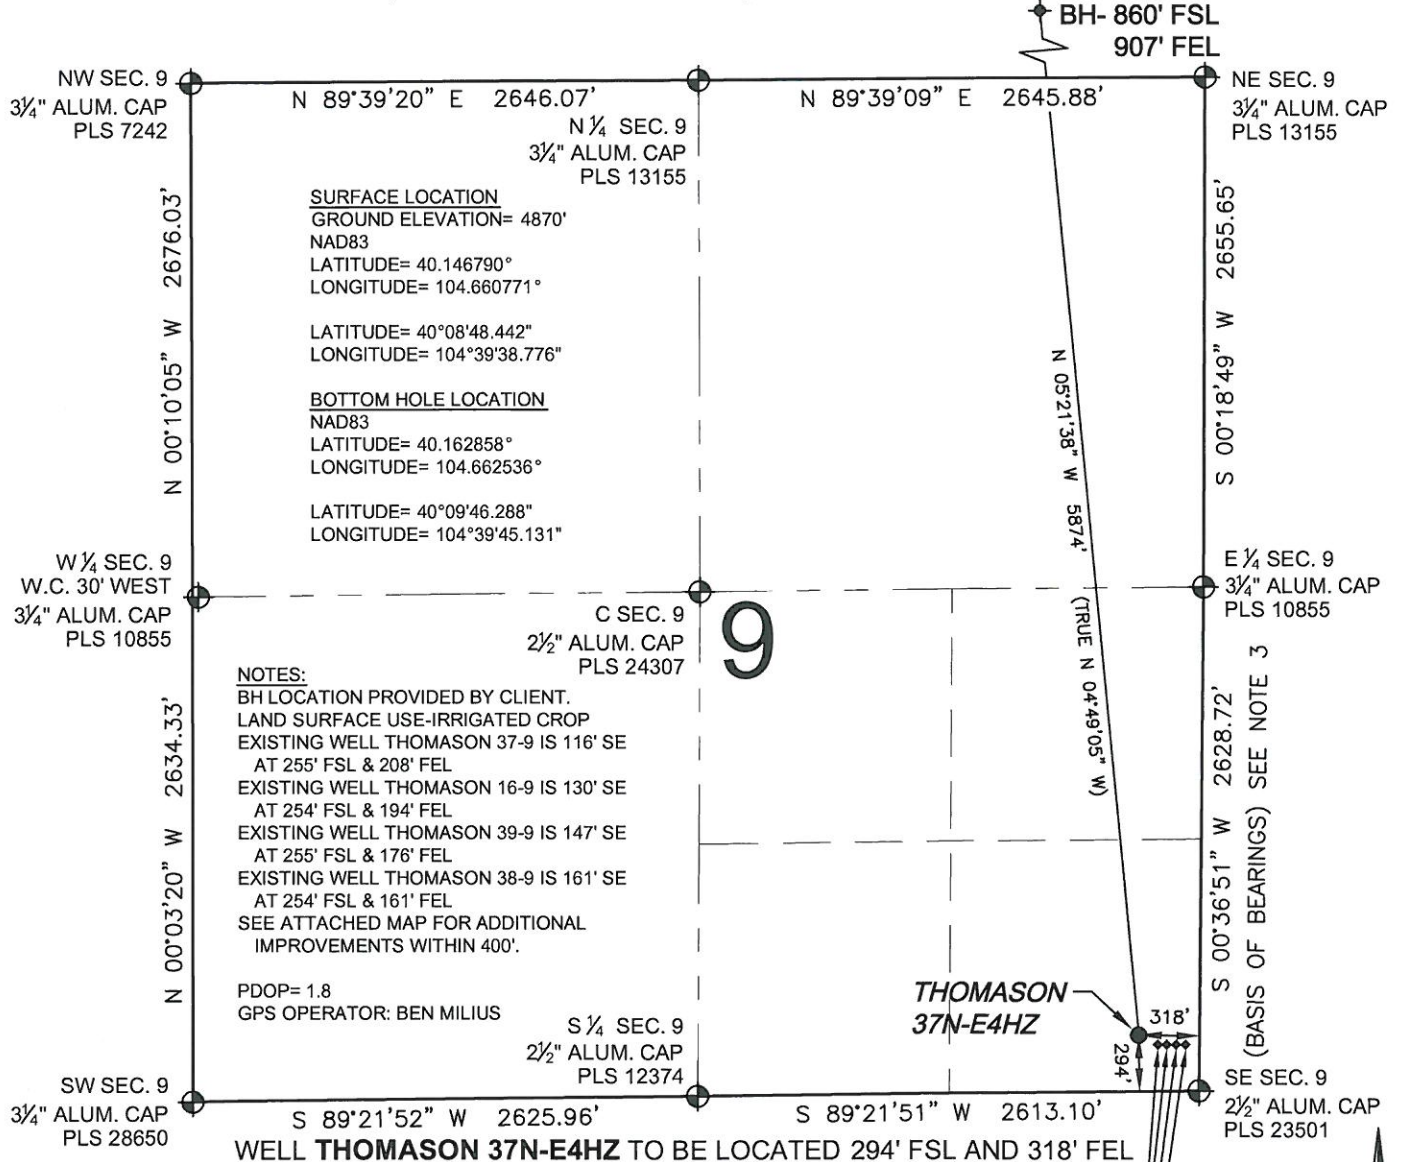 BH- 860' FSL
907' FEL
NW SEC. 9
3¼" ALUM. CAP
PLS 7242
N 89°39'20" E 2646.07'
N 89°39'09" E 2645.88'
NE SEC. 9
3¼" ALUM. CAP
PLS 13155
N ¼ SEC. 9
3¼" ALUM. CAP
PLS 13155
N 00°10'05" W 2676.03'
SURFACE LOCATION
GROUND ELEVATION= 4870'
NAD83
LATITUDE= 40.146790°
LONGITUDE= 104.660771°
LATITUDE= 40°08'48.442"
LONGITUDE= 104°39'38.776"
BOTTOM HOLE LOCATION
NAD83
LATITUDE= 40.162858°
LONGITUDE= 104.662536°
LATITUDE= 40°09'46.288"
LONGITUDE= 104°39'45.131"
N 05°21'38" W 5874'
(TRUE N 04°49'05" W)
S 00°18'49" W 2655.65'
W ¼ SEC. 9
W.C. 30' WEST
3¼" ALUM. CAP
PLS 10855
C SEC. 9
2½" ALUM. CAP
PLS 24307
9
E ¼ SEC. 9
3¼" ALUM. CAP
PLS 10855
N 00°03'20" W 2634.33'
NOTES:
BH LOCATION PROVIDED BY CLIENT.
LAND SURFACE USE-IRRIGATED CROP
EXISTING WELL THOMASON 37-9 IS 116' SE
AT 255' FSL & 208' FEL
EXISTING WELL THOMASON 16-9 IS 130' SE
AT 254' FSL & 194' FEL
EXISTING WELL THOMASON 39-9 IS 147' SE
AT 255' FSL & 176' FEL
EXISTING WELL THOMASON 38-9 IS 161' SE
AT 254' FSL & 161' FEL
SEE ATTACHED MAP FOR ADDITIONAL
IMPROVEMENTS WITHIN 400'.
PDOP= 1.8
GPS OPERATOR: BEN MILIUS
S 00°36'51" W 2628.72'
(BASIS OF BEARINGS) SEE NOTE 3
THOMASON
37N-E4HZ
318'
294'
S ¼ SEC. 9
2½" ALUM. CAP
PLS 12374
SW SEC. 9
3¼" ALUM. CAP
PLS 28650
S 89°21'52" W 2625.96'
S 89°21'51" W 2613.10'
SE SEC. 9
2½" ALUM. CAP
PLS 23501
WELL THOMASON 37N-E4HZ TO BE LOCATED 294' FSL AND 318' FEL